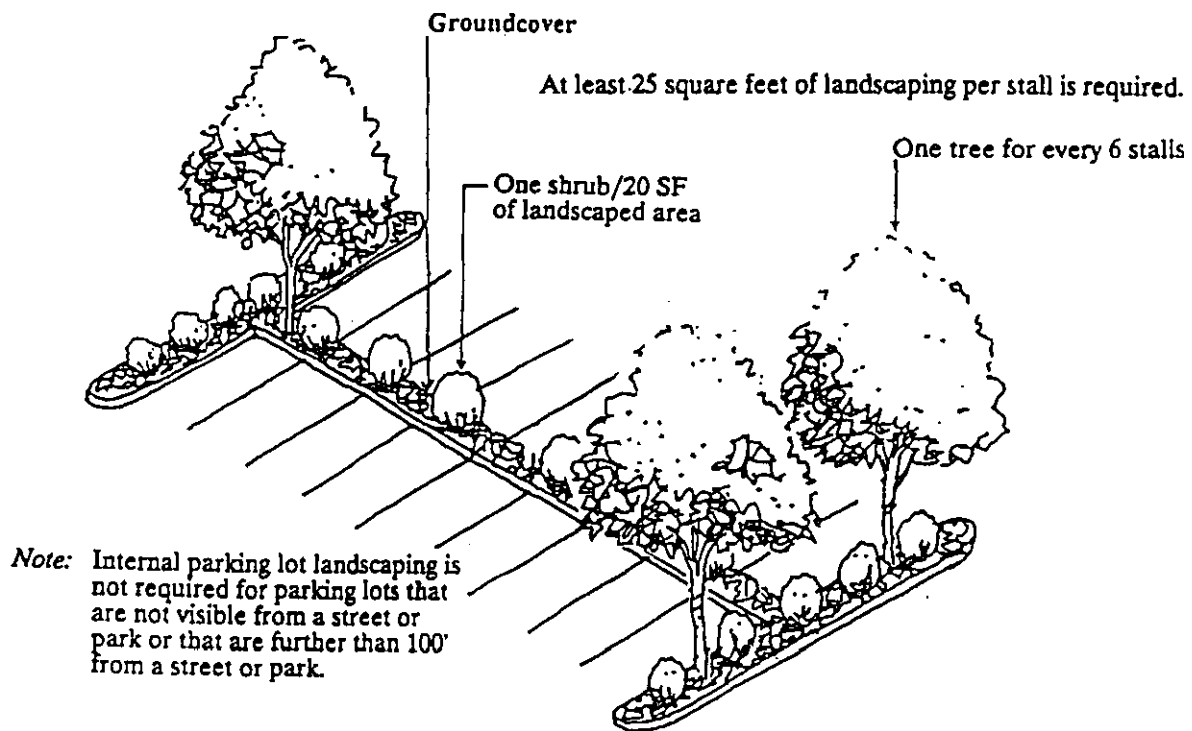 Groundcover
At least 25 square feet of landscaping per stall is required.
One tree for every 6 stalls
One shrub/20 SF
of landscaped area
Note: Internal parking lot landscaping is
not required for parking lots that
are not visible from a street or
park or that are further than 100'
from a street or park.